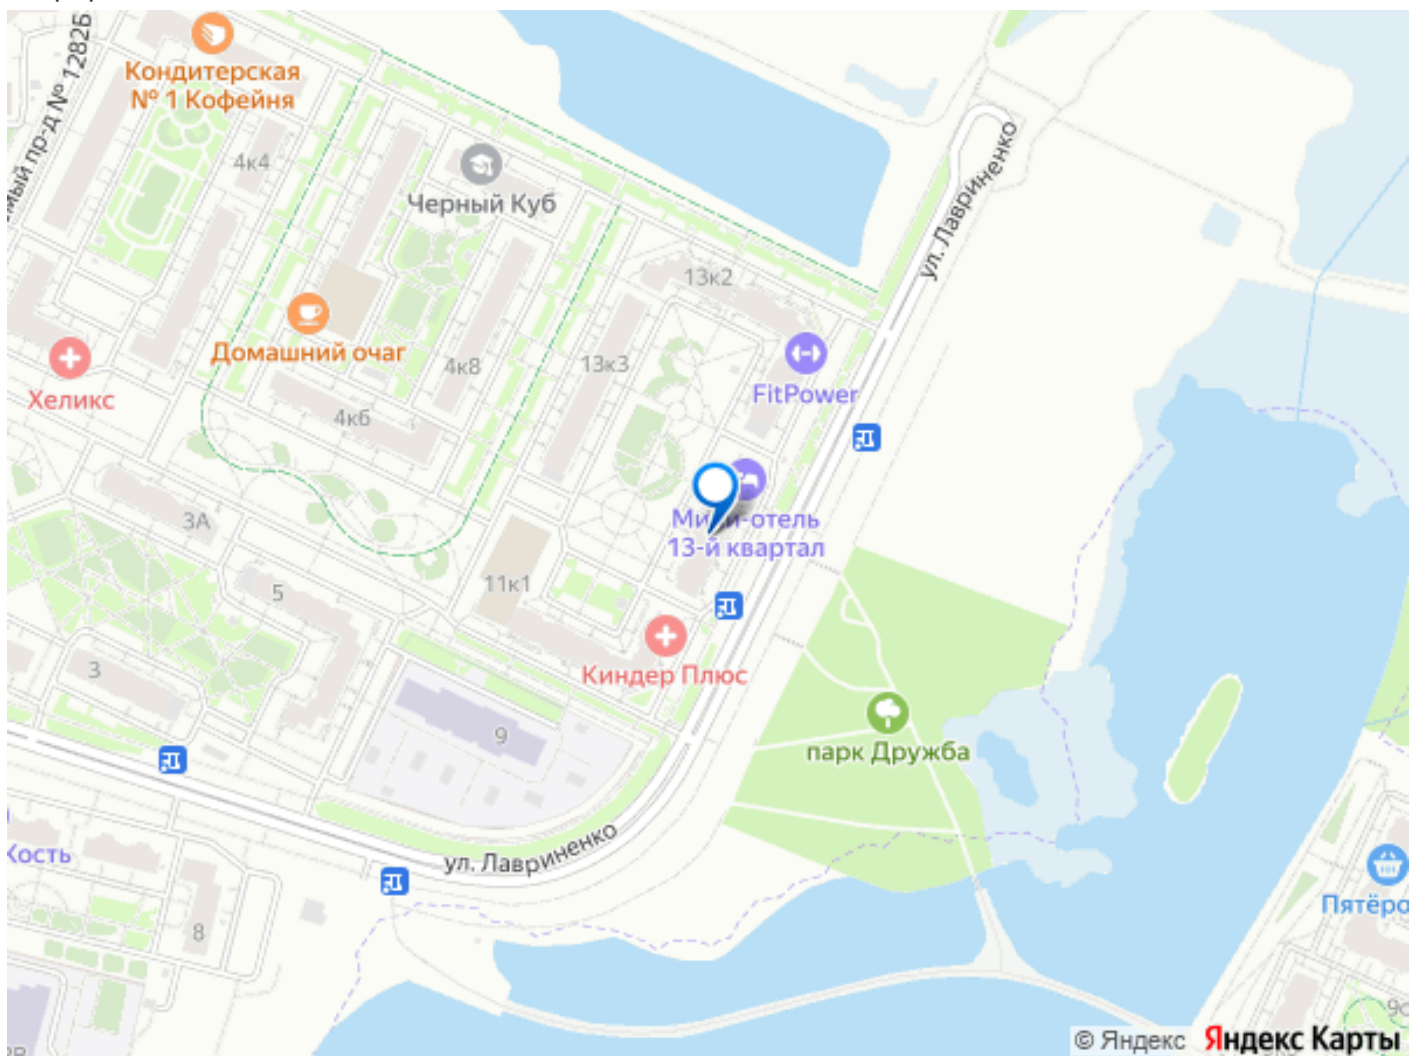 Кондитерская
№ 1 Кофейня
пр-д № 1282Б
4к4
Черный Куб
ул. Лавриненко
13к2
Домашний очаг
4к8
13к3
FitPower
Хеликс
4к6
Мини-отель
13-й квартал
3А
11к1
5
Киндер Плюс
3
9
парк Дружба
ул. Лавриненко
Кость
8
Пятёро
© Яндекс Яндекс Карты